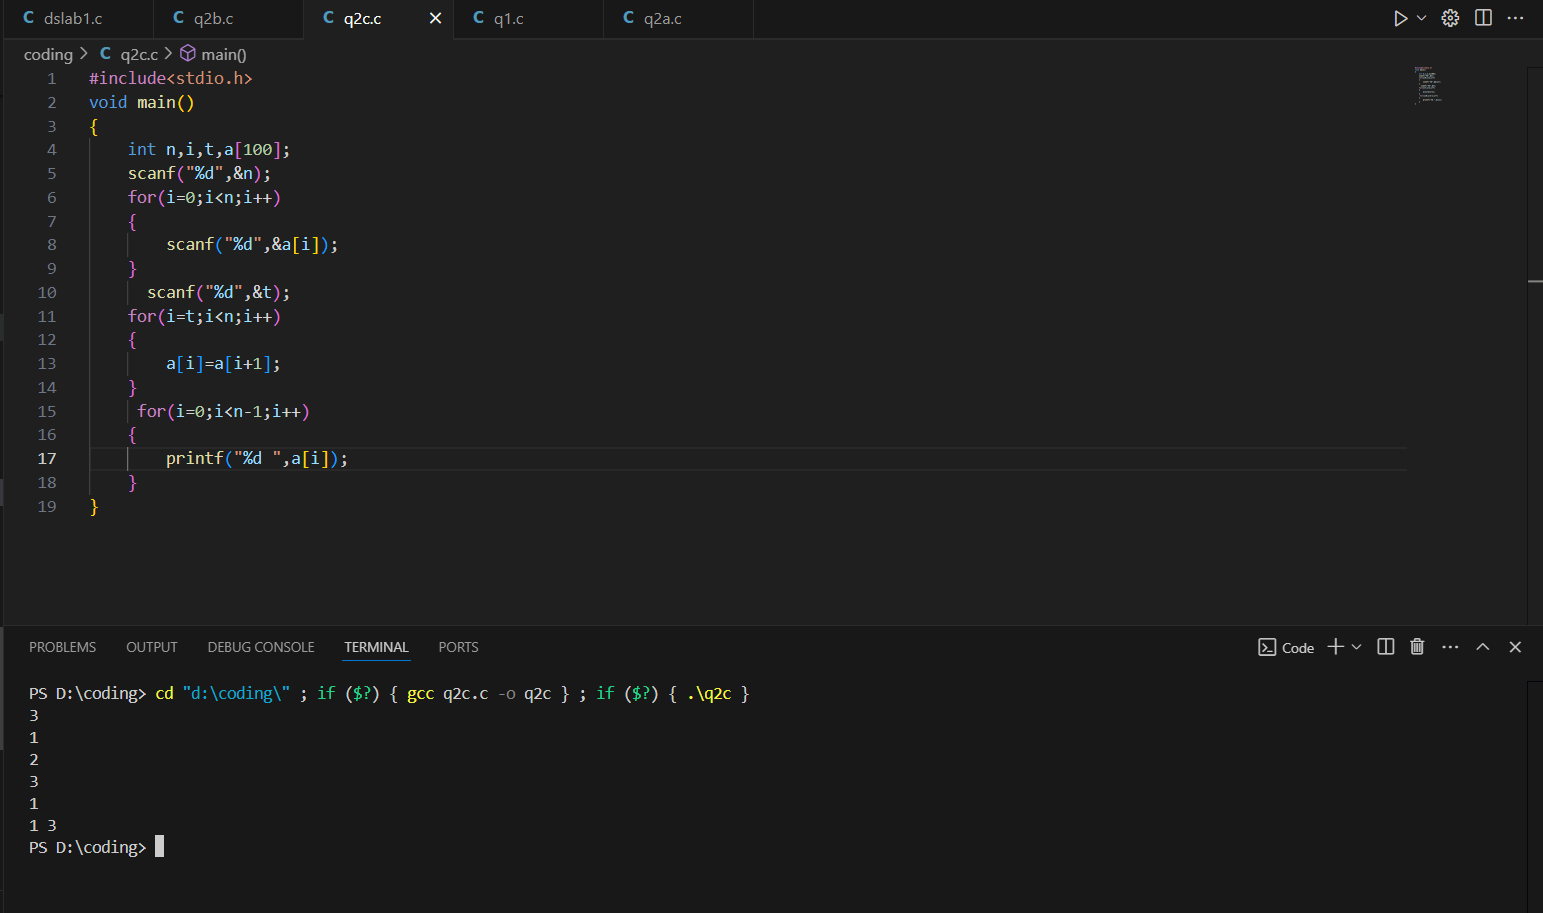 C dslab1.c C q2b.c C q2c.c C q1.c C q2a.c
coding > C q2c.c > main()
1 #include<stdio.h>
2 void main()
3 {
4 int n,i,t,a[100];
5 scanf("%d",&n);
6 for(i=0;i<n;i++)
7 {
8 scanf("%d",&a[i]);
9 }
10 scanf("%d",&t);
11 for(i=t;i<n;i++)
12 {
13 a[i]=a[i+1];
14 }
15 for(i=0;i<n-1;i++)
16 {
17 printf("%d ",a[i]);
18 }
19 }
PROBLEMS OUTPUT DEBUG CONSOLE TERMINAL PORTS Code
PS D:\coding> cd "d:\coding\" ; if ($?) { gcc q2c.c -o q2c } ; if ($?) { .\q2c }
3
1
2
3
1
1 3
PS D:\coding>